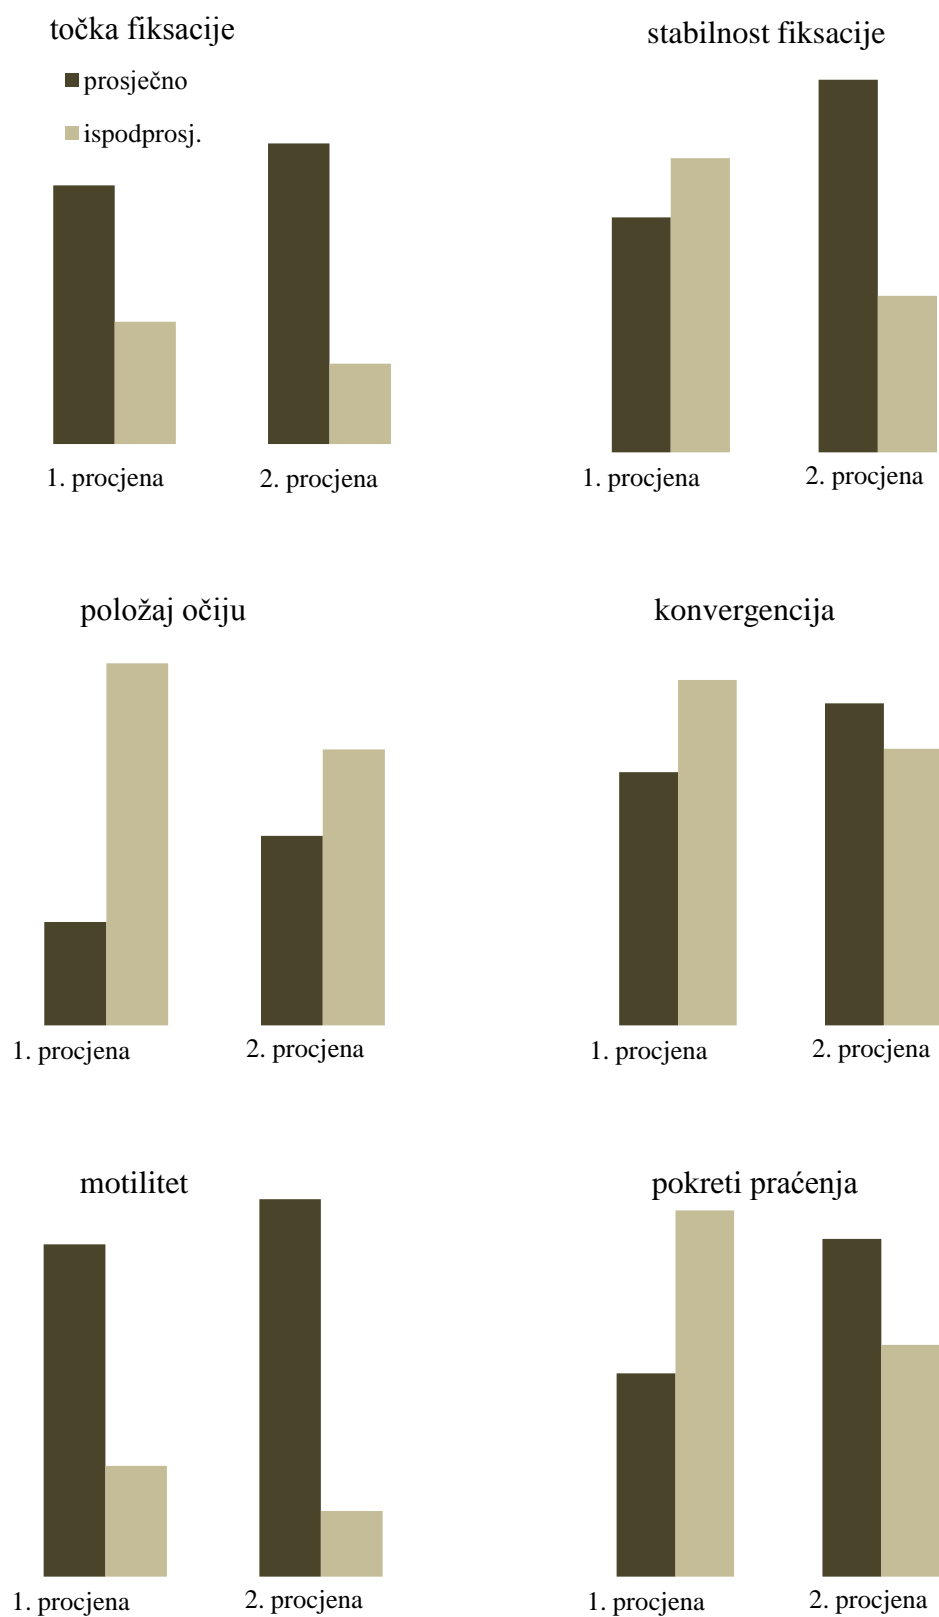 točka fiksacije
prosječno
ispodprosj.
1. procjena
2. procjena
stabilnost fiksacije
1. procjena
2. procjena
položaj očiju
1. procjena
2. procjena
konvergencija
1. procjena
2. procjena
motilitet
1. procjena
2. procjena
pokreti praćenja
1. procjena
2. procjena